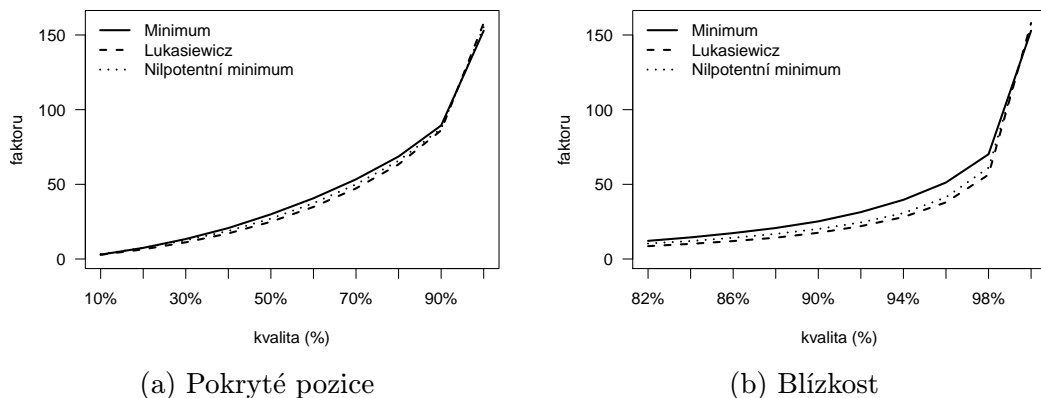 Minimum
Lukasiewicz
Nilpotentní minimum
150
100
50
0
faktoru
10%
30%
50%
70%
90%
kvalita (%)
(a) Pokryté pozice
Minimum
Lukasiewicz
Nilpotentní minimum
150
100
50
0
faktoru
82%
86%
90%
94%
98%
kvalita (%)
(b) Blízkost